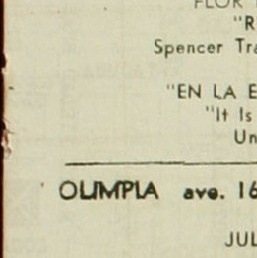 FLOR
"R
Spencer Tra
"EN LA E
"It Is
Un
OLIMPIA ave. 16
JUL